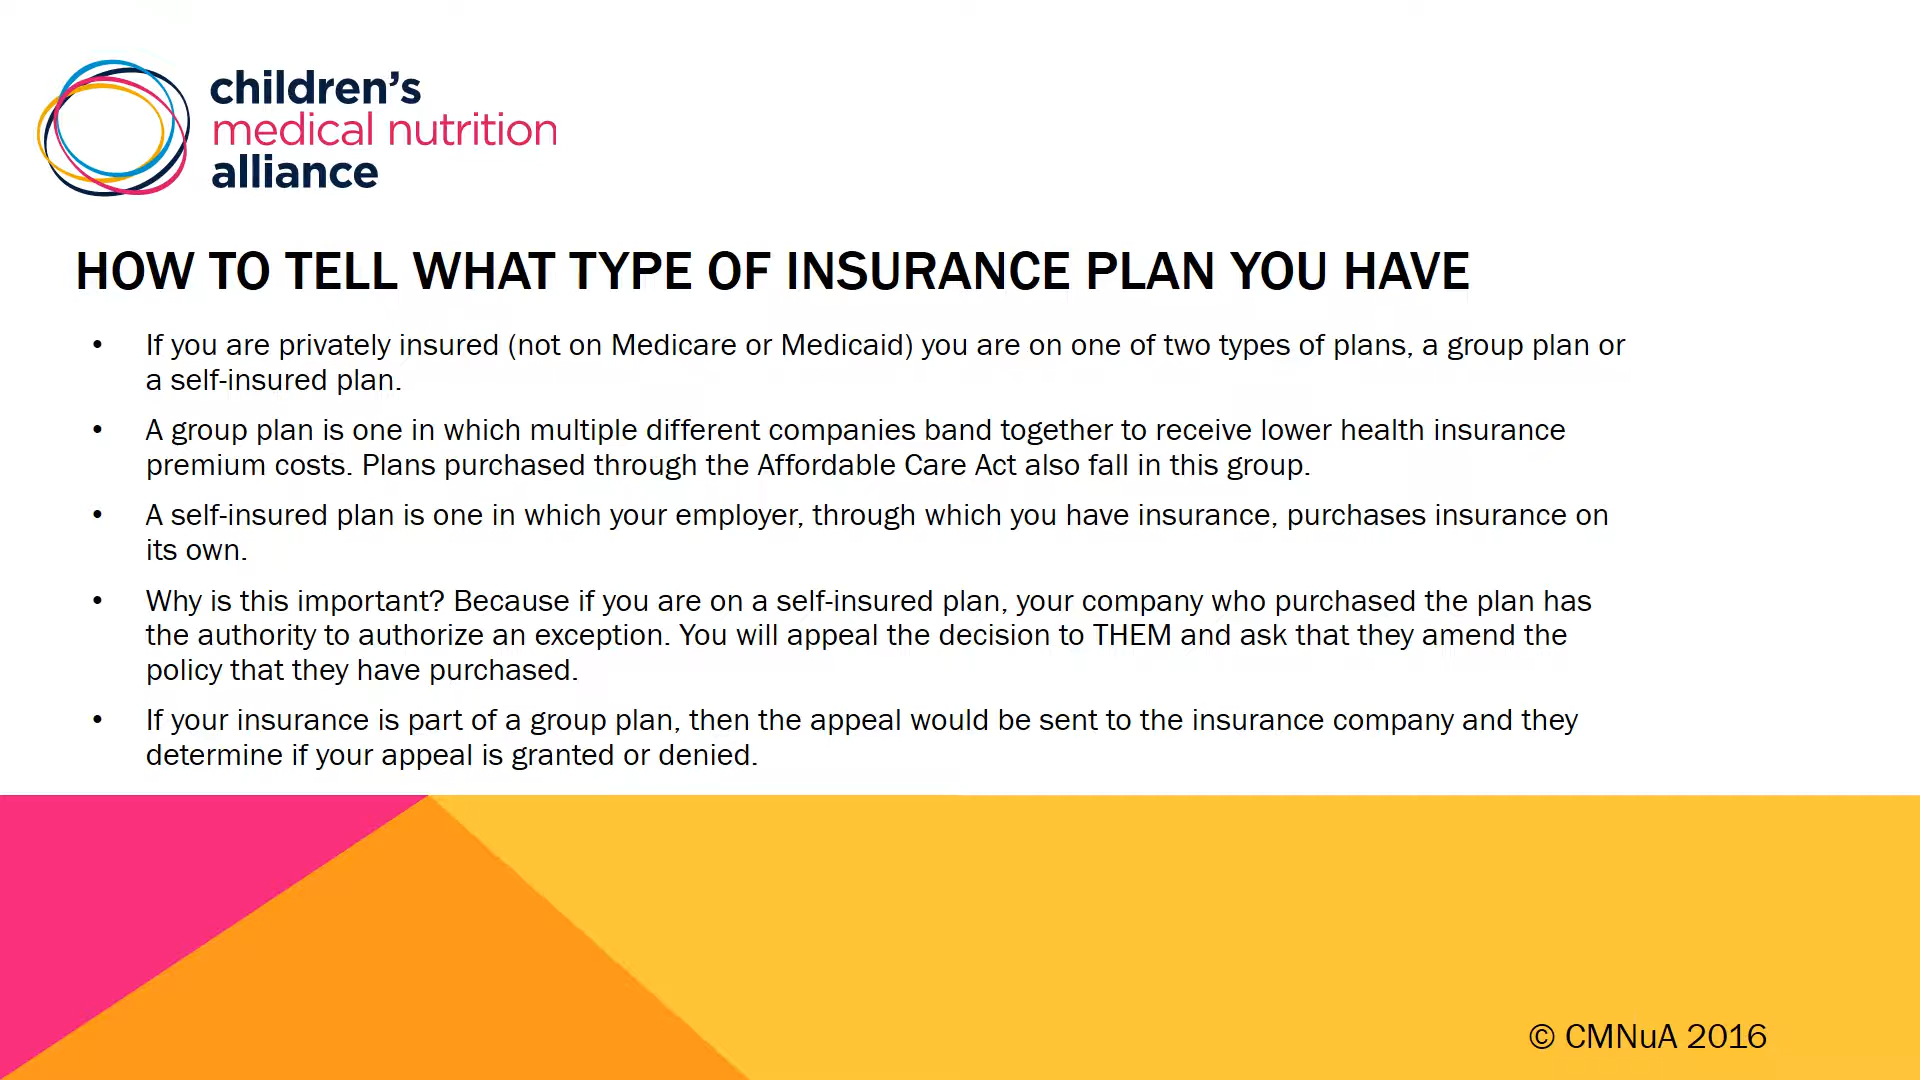 children's
medical nutrition
alliance
HOW TO TELL WHAT TYPE OF INSURANCE PLAN YOU HAVE
• If you are privately insured (not on Medicare or Medicaid) you are on one of two types of plans, a group plan or
a self-insured plan.
• A group plan is one in which multiple different companies band together to receive lower health insurance
premium costs. Plans purchased through the Affordable Care Act also fall in this group.
• A self-insured plan is one in which your employer, through which you have insurance, purchases insurance on
its own.
• Why is this important? Because if you are on a self-insured plan, your company who purchased the plan has
the authority to authorize an exception. You will appeal the decision to THEM and ask that they amend the
policy that they have purchased.
• If your insurance is part of a group plan, then the appeal would be sent to the insurance company and they
determine if your appeal is granted or denied.
© CMNuA 2016